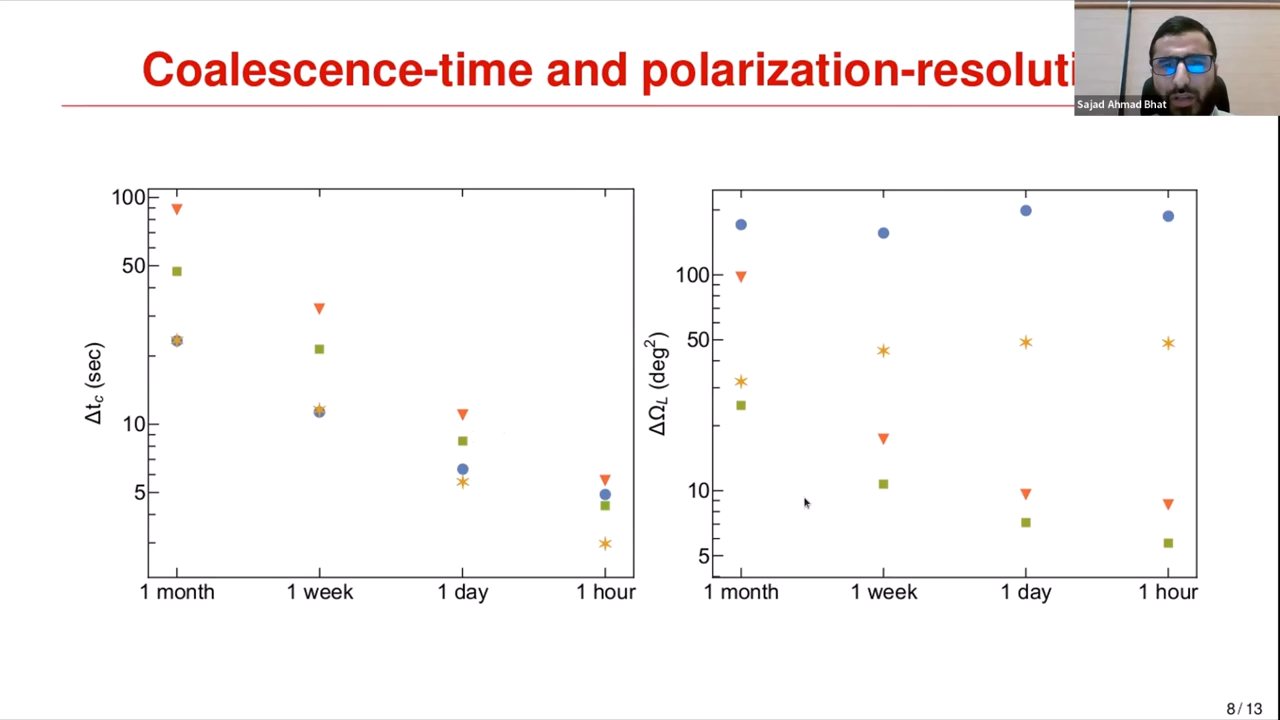 Coalescence-time and polarization-resoluti
Sajad Ahmad Bhat
100
50
10
5
Δt_c (sec)
1 month 1 week 1 day 1 hour
100
50
10
5
ΔΩ_L (deg²)
1 month 1 week 1 day 1 hour
8 / 13